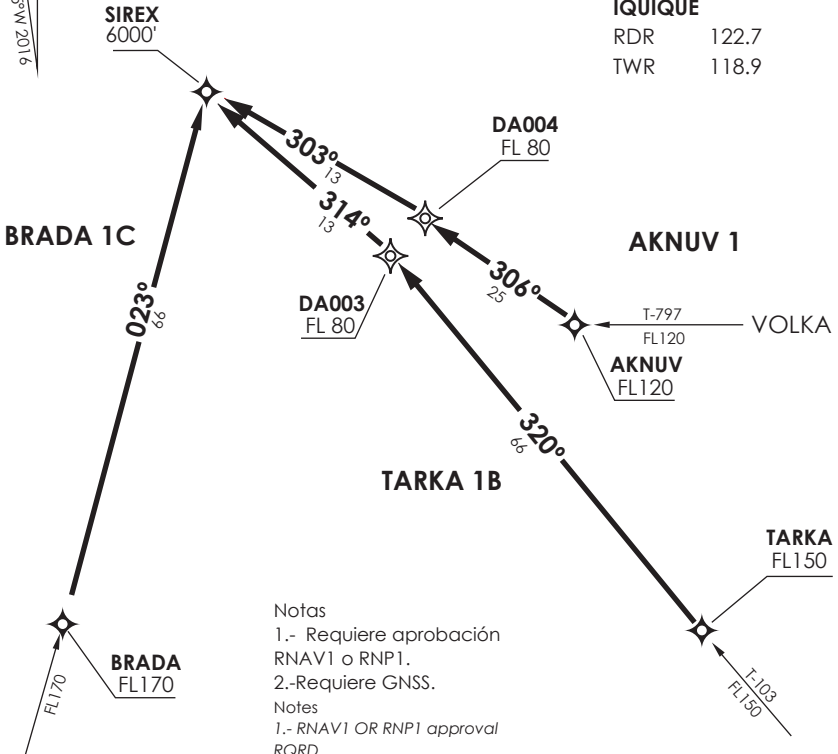 SIREX
6000'
IQUIQUE
RDR 122.7
TWR 118.9
°W 2016
303°
13
DA004
FL 80
314°
13
BRADA 1C
AKNUV 1
306°
25
DA003
FL 80
023°
66
T-797
FL120
VOLKA
AKNUV
FL120
320°
66
TARKA 1B
TARKA
FL150
Notas
1.- Requiere aprobación
RNAV1 o RNP1.
2.-Requiere GNSS.
Notes
1.- RNAV1 OR RNP1 approval
RQRD
BRADA
FL170
FL170
T-103
FL150